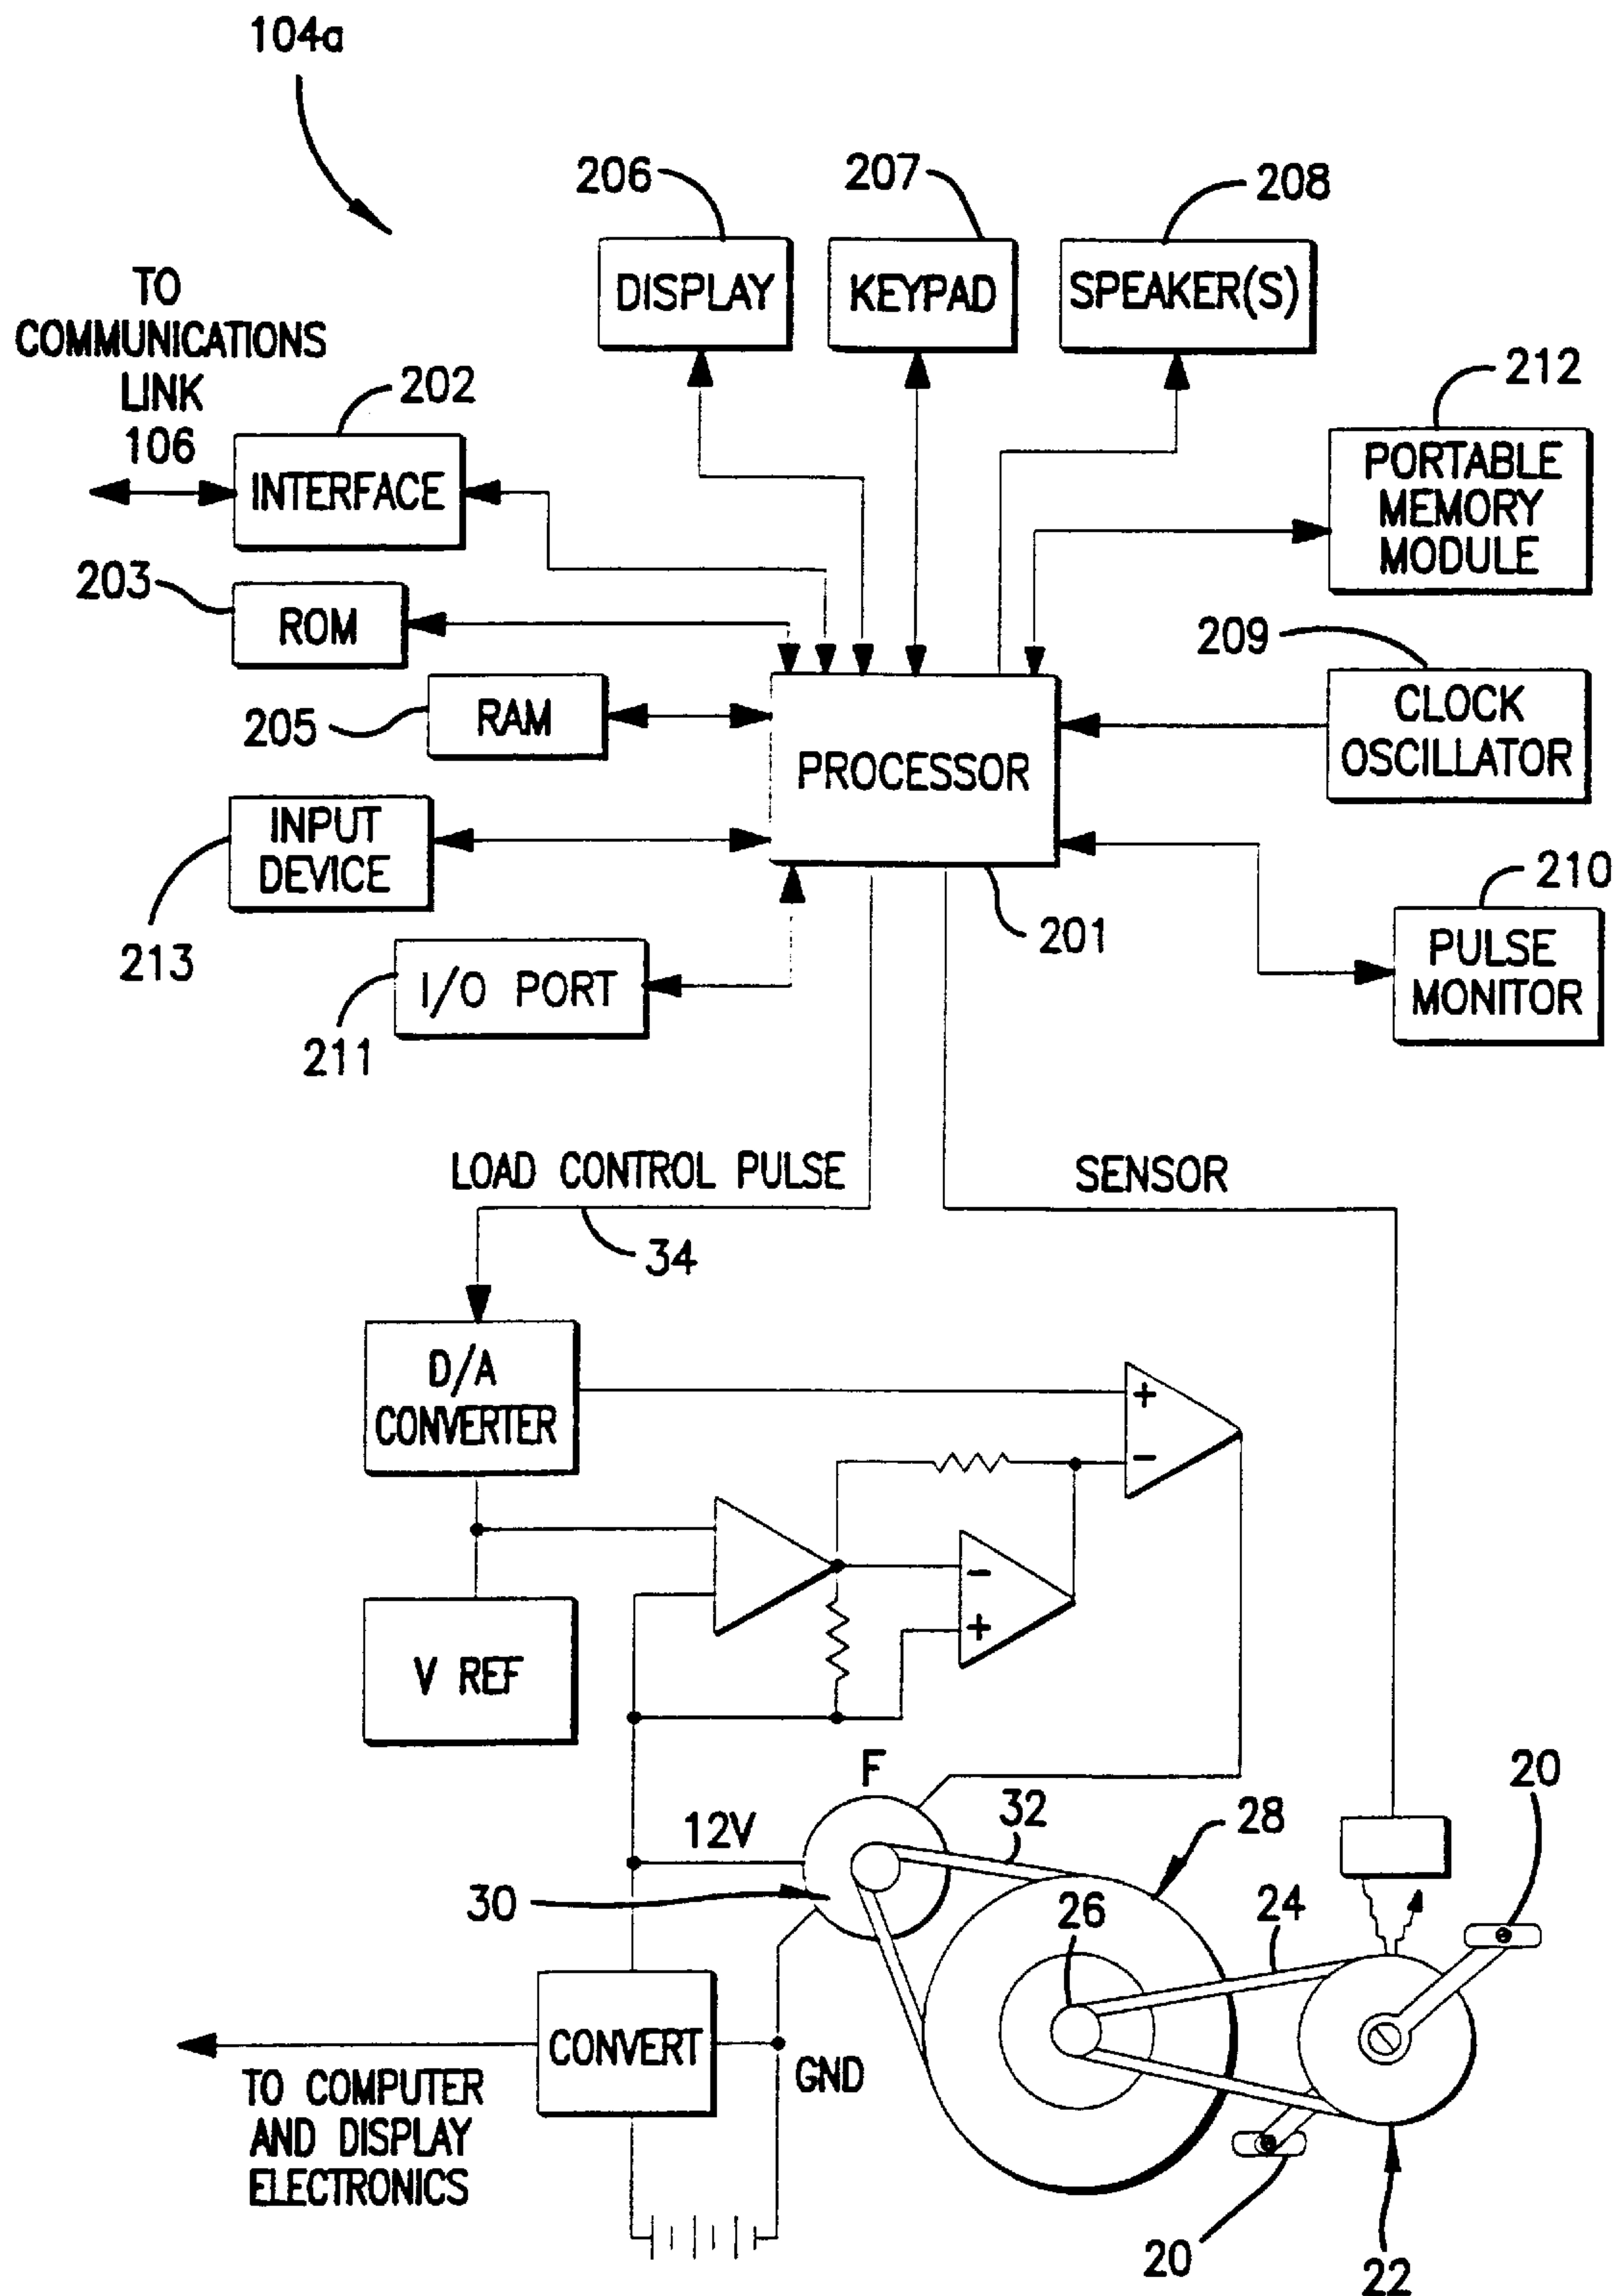 104a
206
207
208
DISPLAY
KEYPAD
SPEAKER(S)
TO
COMMUNICATIONS
LINK
106
202
INTERFACE
212
PORTABLE
MEMORY
MODULE
203
ROM
209
CLOCK
OSCILLATOR
205
RAM
PROCESSOR
INPUT
DEVICE
213
201
210
PULSE
MONITOR
I/O PORT
211
LOAD CONTROL PULSE
SENSOR
34
D/A
CONVERTER
+
-
-
+
V REF
F
20
12V
32
28
30
26
24
CONVERT
GND
TO COMPUTER
AND DISPLAY
ELECTRONICS
20
22